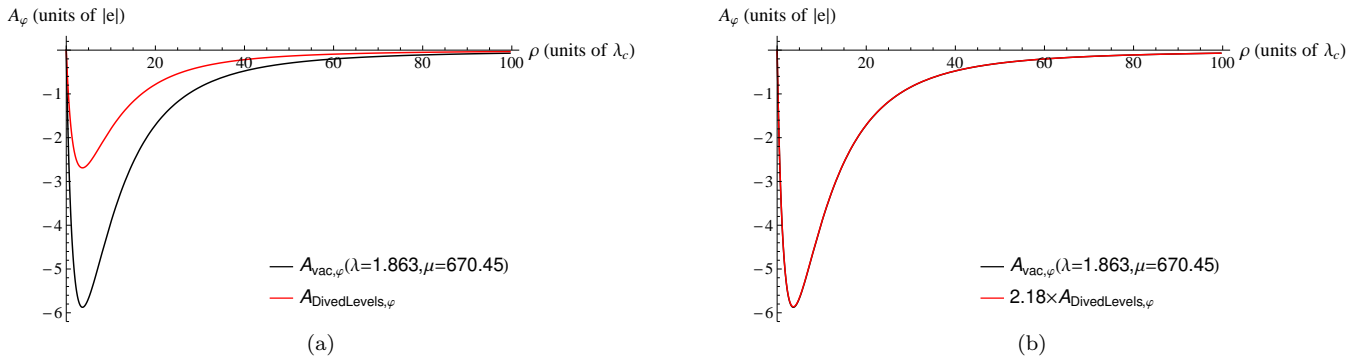 A_φ (units of |e|)
ρ (units of λ_c)
20 40 60 80 100
−1
−2
−3
−4
−5
−6
A_vac,φ(λ=1.863,μ=670.45)
A_DivedLevels,φ
(a)
A_φ (units of |e|)
ρ (units of λ_c)
20 40 60 80 100
−1
−2
−3
−4
−5
−6
A_vac,φ(λ=1.863,μ=670.45)
2.18×A_DivedLevels,φ
(b)